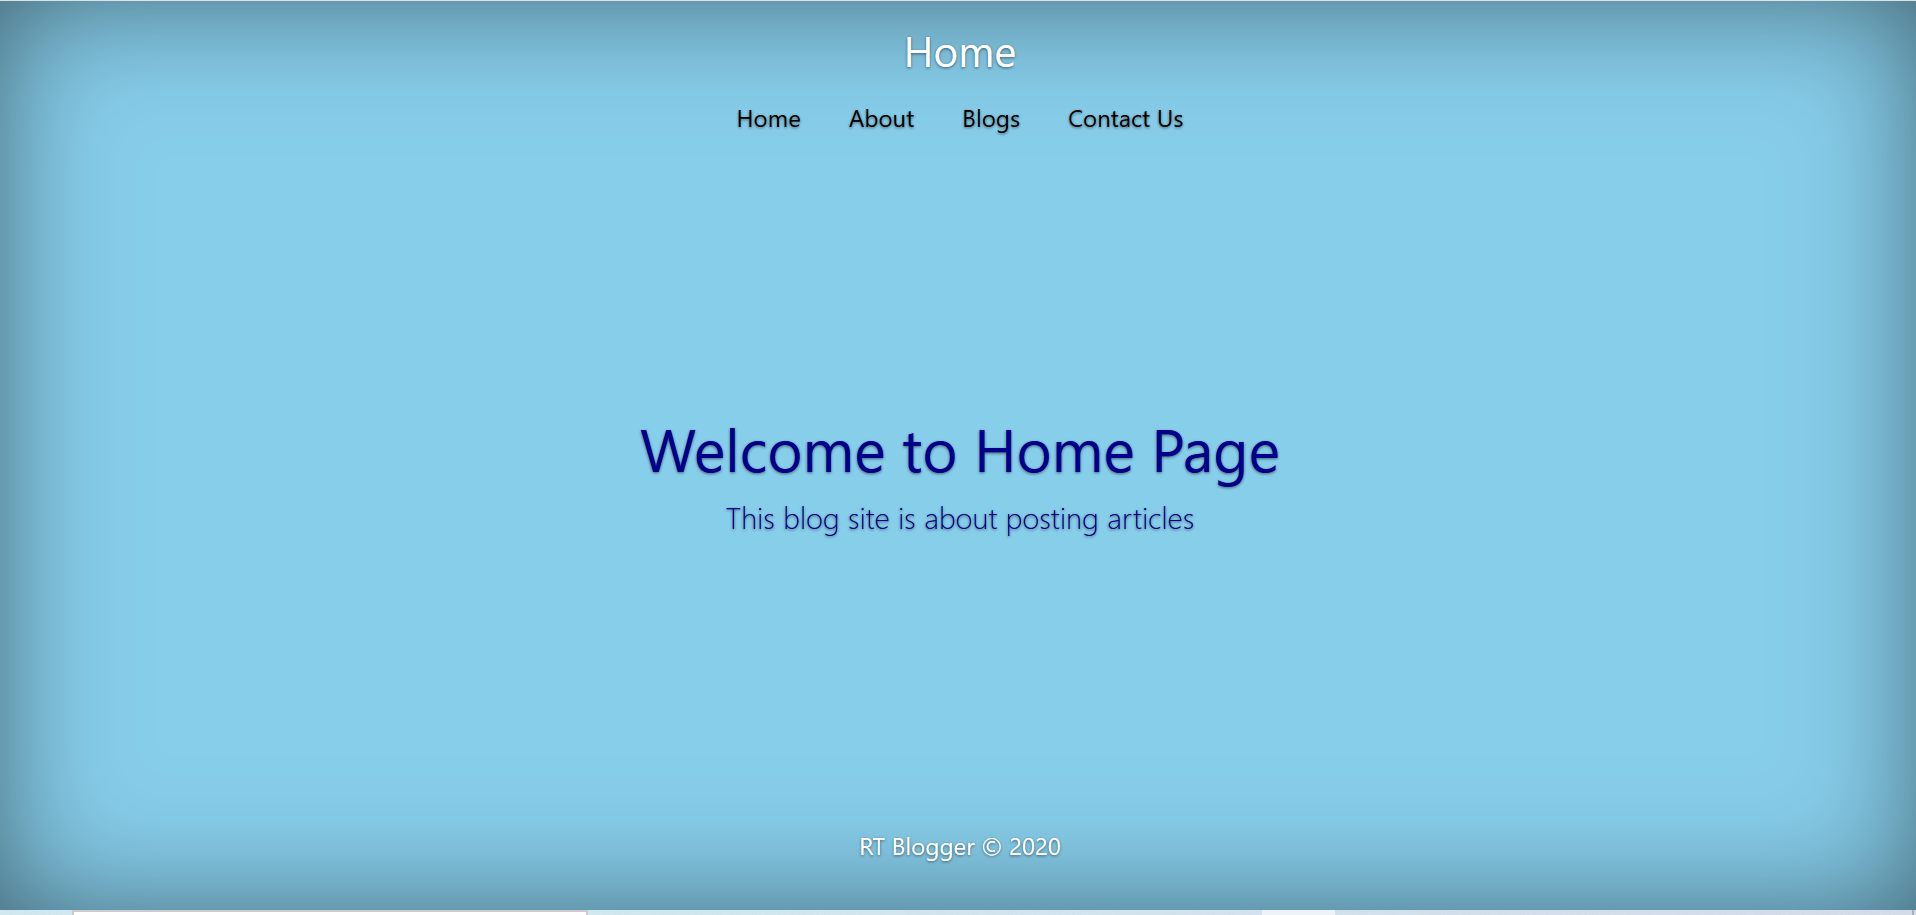 Home
Home About Blogs Contact Us
Welcome to Home Page
This blog site is about posting articles
RT Blogger © 2020